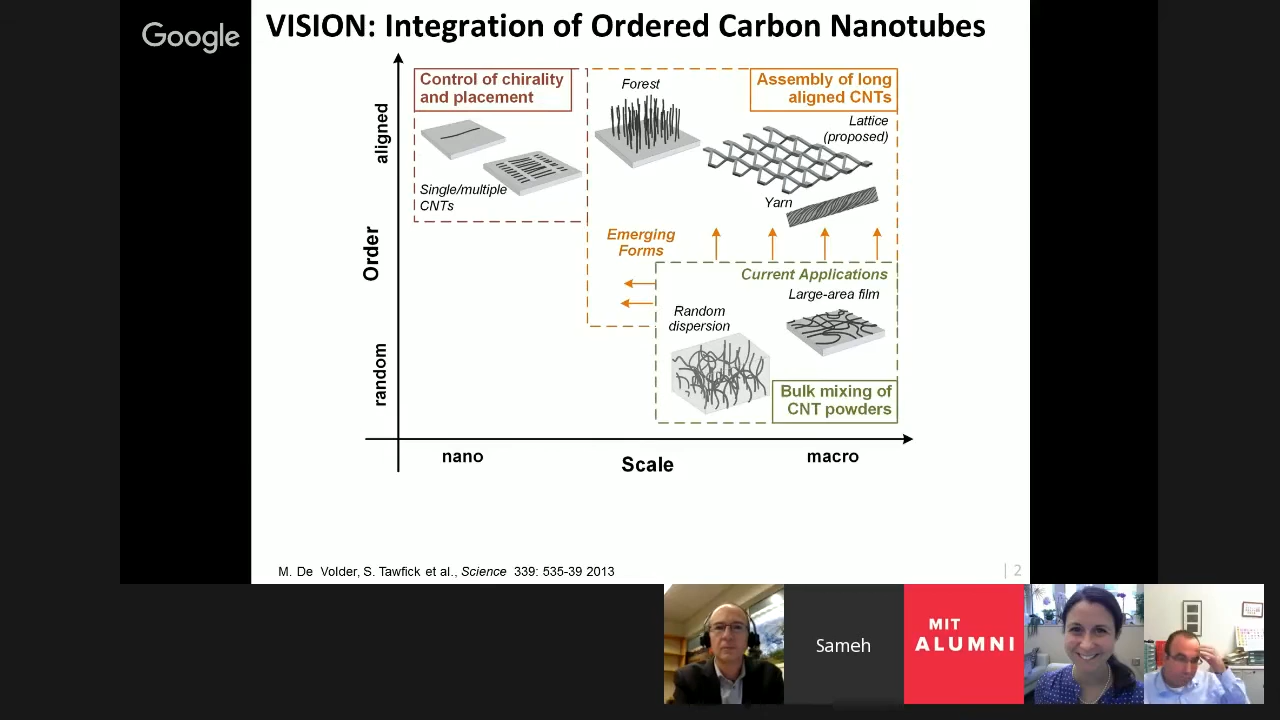 Google
VISION: Integration of Ordered Carbon Nanotubes
Control of chirality
and placement
Forest
Assembly of long
aligned CNTs
Lattice
(proposed)
Single/multiple
CNTs
Yarn
Emerging
Forms
Current Applications
Large-area film
Random
dispersion
Bulk mixing of
CNT powders
aligned
Order
random
nano
Scale
macro
M. De Volder, S. Tawfick et al., Science 339: 535-39 2013
| 2
Sameh
MIT
ALUMNI